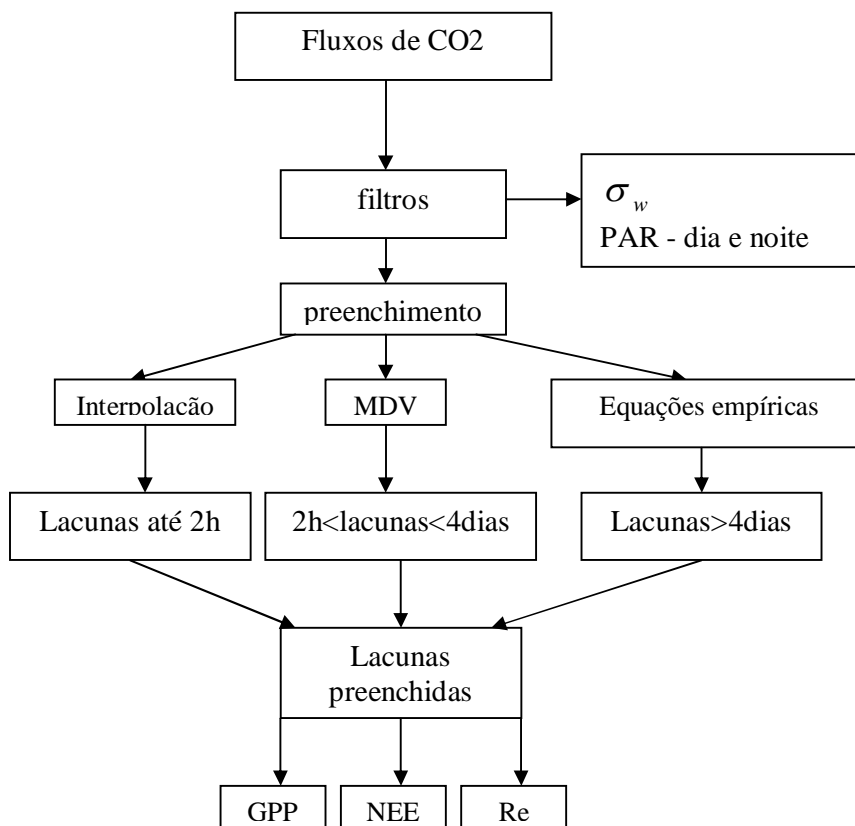 Fluxos de CO2
filtros
σw
PAR - dia e noite
preenchimento
Interpolação
MDV
Equações empíricas
Lacunas até 2h
2h<lacunas<4dias
Lacunas>4dias
Lacunas
preenchidas
GPP
NEE
Re